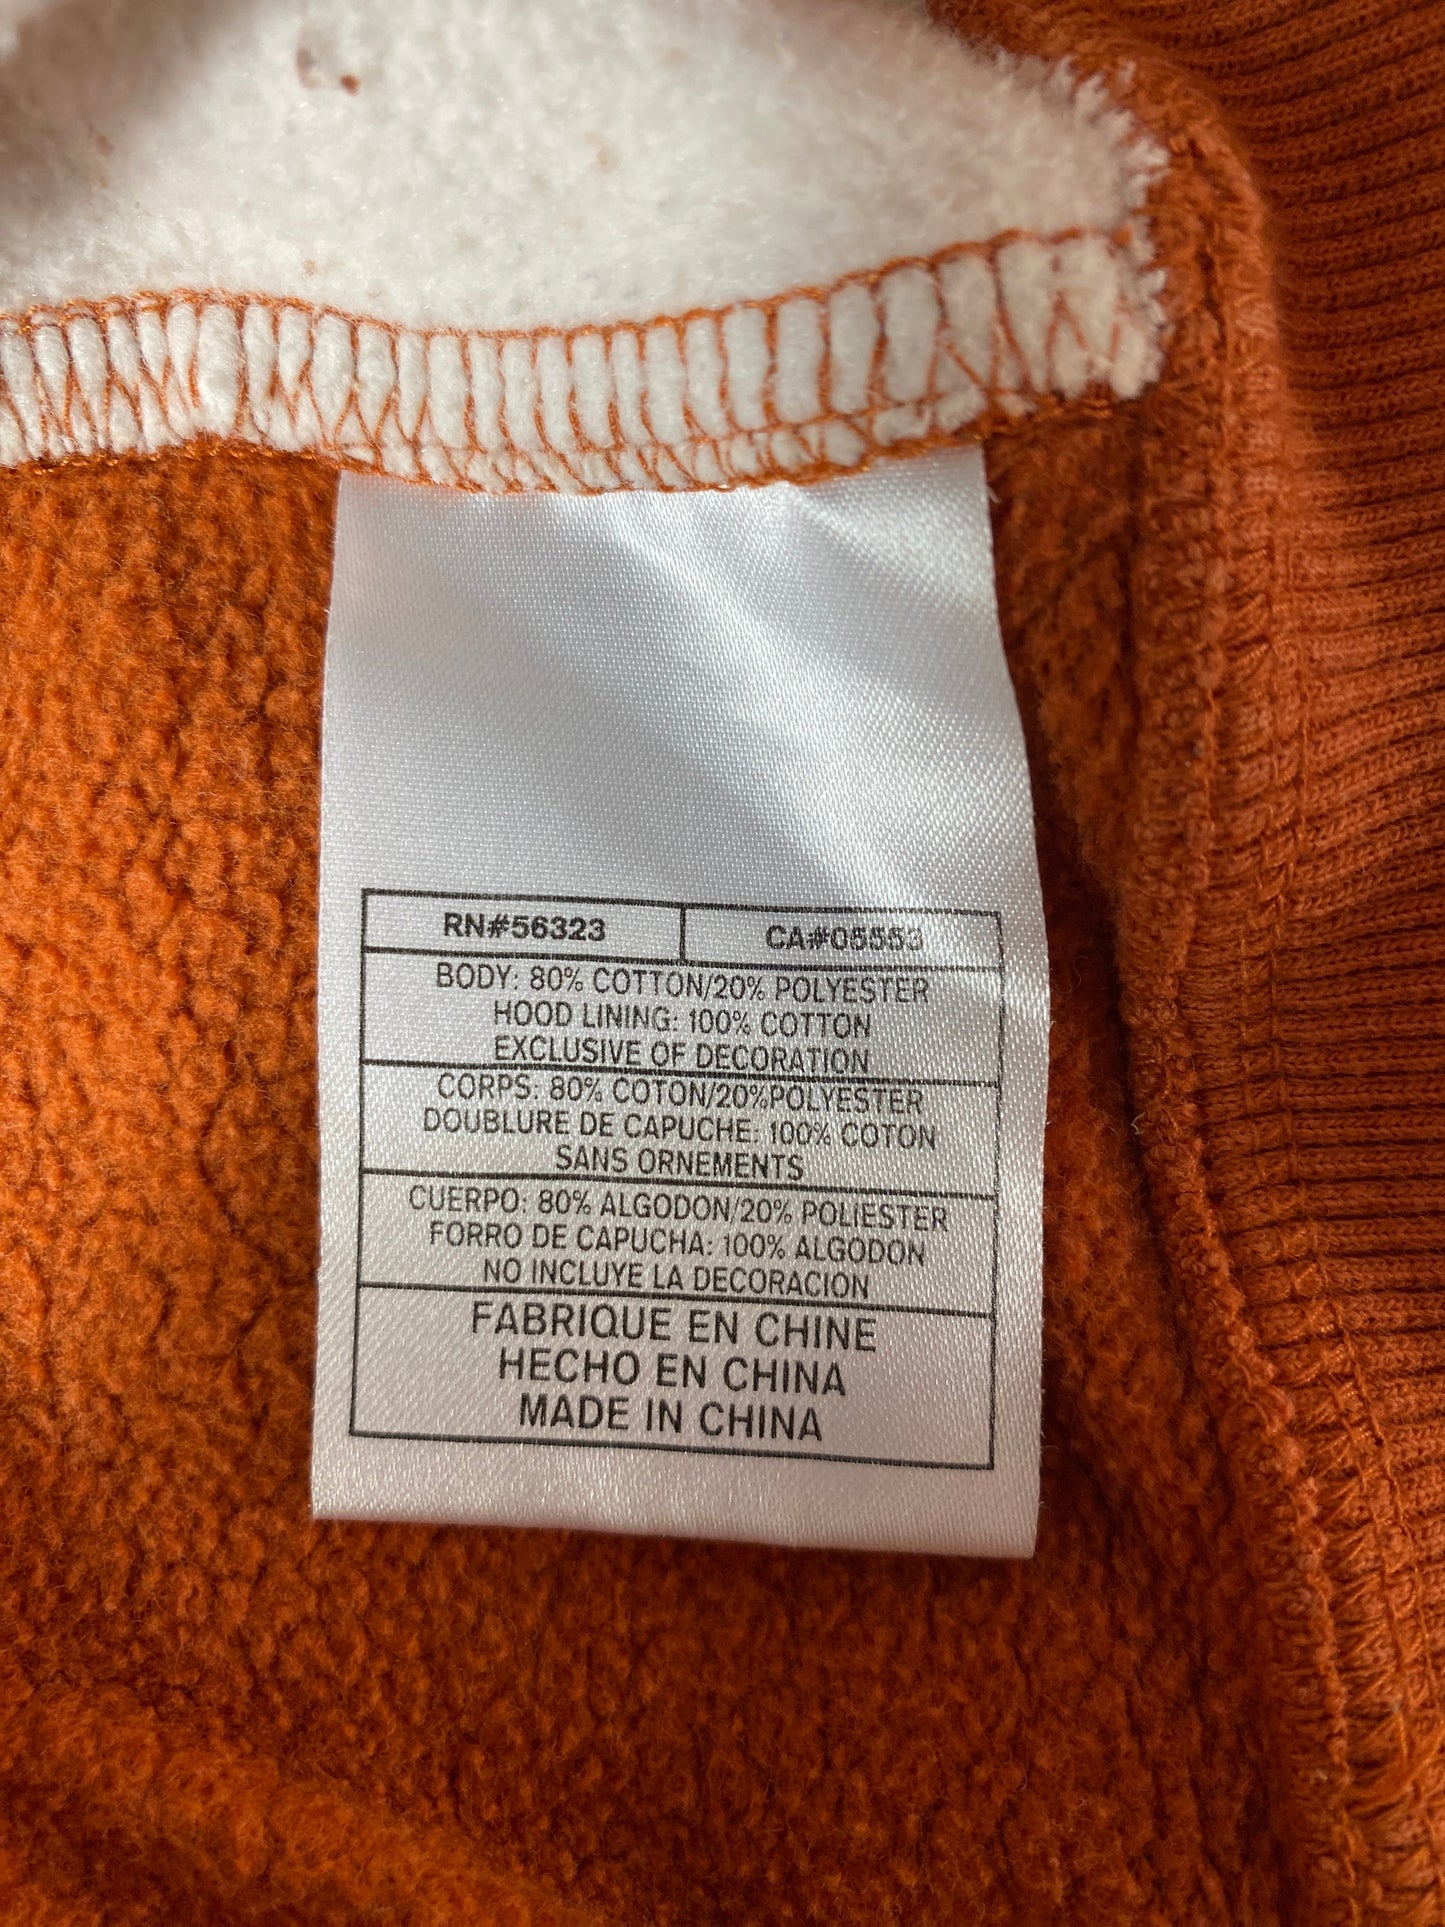 RN#56323 CA#05553
BODY: 80% COTTON/20% POLYESTER
HOOD LINING: 100% COTTON
EXCLUSIVE OF DECORATION
CORPS: 80% COTON/20%POLYESTER
DOUBLURE DE CAPUCHE: 100% COTON
SANS ORNEMENTS
CUERPO: 80% ALGODON/20% POLIESTER
FORRO DE CAPUCHA: 100% ALGODON
NO INCLUYE LA DECORACION
FABRIQUE EN CHINE
HECHO EN CHINA
MADE IN CHINA